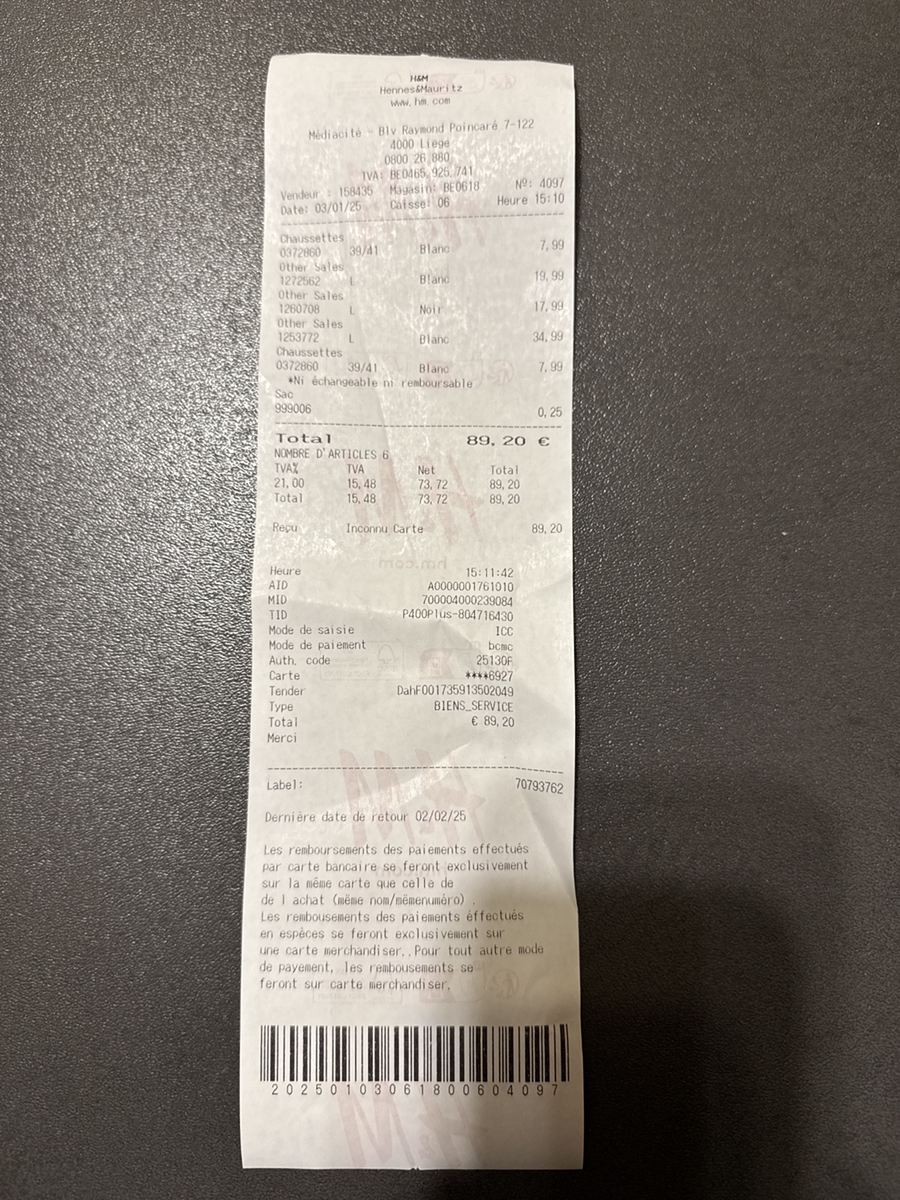 H&M
Hennes&Mauritz
www.hm.com
Médiacité - Blv Raymond Poincaré 7-122
4000 Liege
0800 26 880
TVA: BE0465.925.741
Vendeur : 158435 Magasin: BE0618 Nº: 4097
Date: 03/01/25 Caisse: 06 Heure 15:10
Chaussettes
0372860 39/41 Blanc 7,99
Other Sales
1272562 L Blanc 19,99
Other Sales
1260708 L Noir 17,99
Other Sales
1253772 L Blanc 34,99
Chaussettes
0372860 39/41 Blanc 7,99
*Ni échangeable ni remboursable
Sac
999006 0,25
Total 89,20 €
NOMBRE D'ARTICLES 6
TVA% TVA Net Total
21,00 15,48 73,72 89,20
Total 15,48 73,72 89,20
Reçu Inconnu Carte 89,20
Heure 15:11:42
AID A0000001761010
MID 700004000239084
TID P400Plus-804716430
Mode de saisie ICC
Mode de paiement bcmc
Auth. code 25130F
Carte ****6927
Tender DahF001735913502049
Type BIENS_SERVICE
Total € 89,20
Merci
Label: 70793762
Dernière date de retour 02/02/25
Les remboursements des paiements effectués
par carte bancaire se feront exclusivement
sur la même carte que celle de
de l achat (même nom/mêmenuméro) .
Les rembousements des paiements éffectués
en espèces se feront exclusivement sur
une carte merchandiser..Pour tout autre mode
de payement, les rembousements se
feront sur carte merchandiser.
20250103061800604097